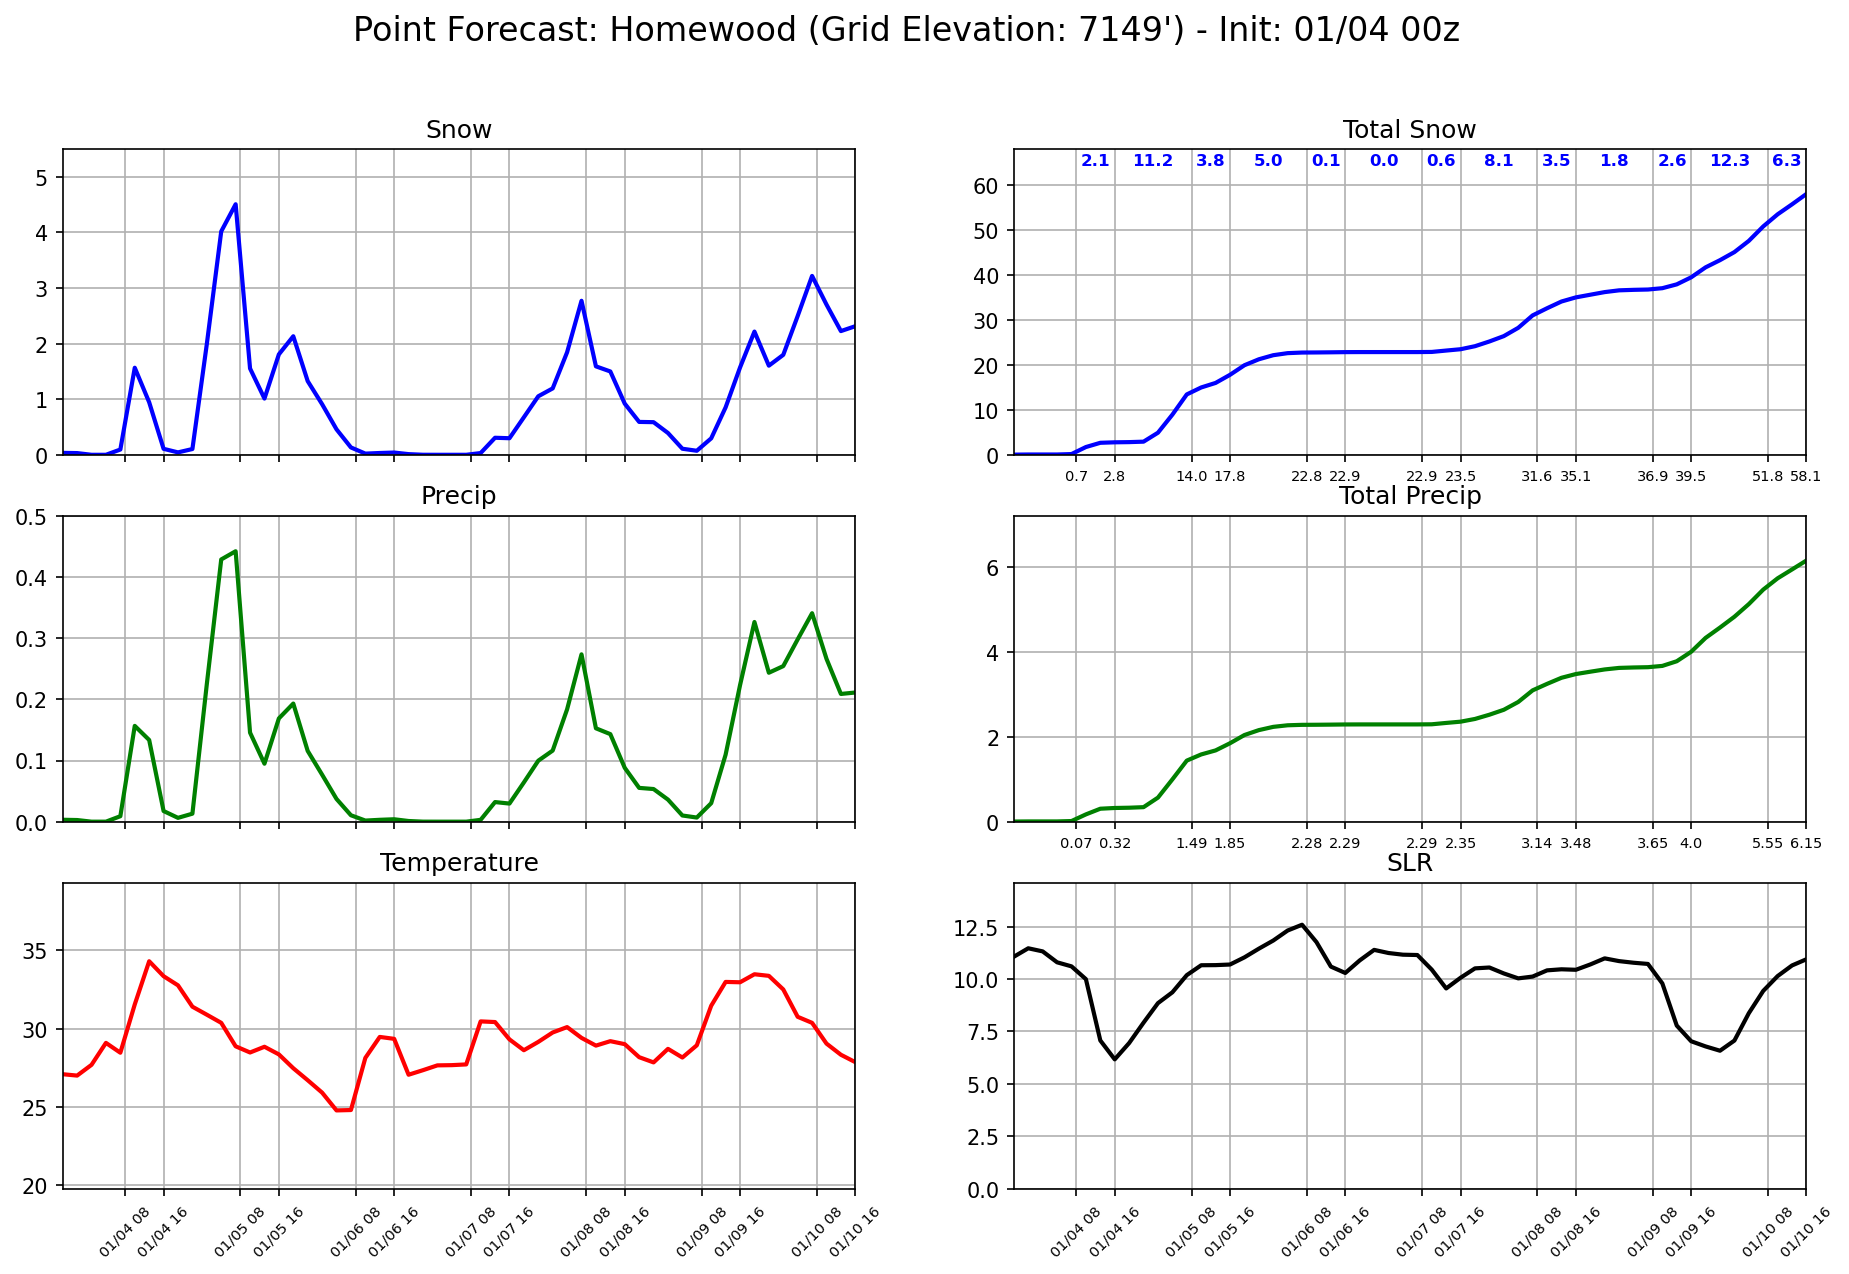 Point Forecast: Homewood (Grid Elevation: 7149') - Init: 01/04 00z
Snow
5
4
3
2
1
0
Total Snow
2.1 11.2 3.8 5.0 0.1 0.0 0.6 8.1 3.5 1.8 2.6 12.3 6.3
60
50
40
30
20
10
0
0.7 2.8 14.0 17.8 22.8 22.9 22.9 23.5 31.6 35.1 36.9 39.5 51.8 58.1
Precip
0.5
0.4
0.3
0.2
0.1
0.0
Total Precip
6
4
2
0
0.07 0.32 1.49 1.85 2.28 2.29 2.29 2.35 3.14 3.48 3.65 4.0 5.55 6.15
Temperature
35
30
25
20
01/04 08 01/04 16 01/05 08 01/05 16 01/06 08 01/06 16 01/07 08 01/07 16 01/08 08 01/08 16 01/09 08 01/09 16 01/10 08 01/10 16
SLR
12.5
10.0
7.5
5.0
2.5
0.0
01/04 08 01/04 16 01/05 08 01/05 16 01/06 08 01/06 16 01/07 08 01/07 16 01/08 08 01/08 16 01/09 08 01/09 16 01/10 08 01/10 16